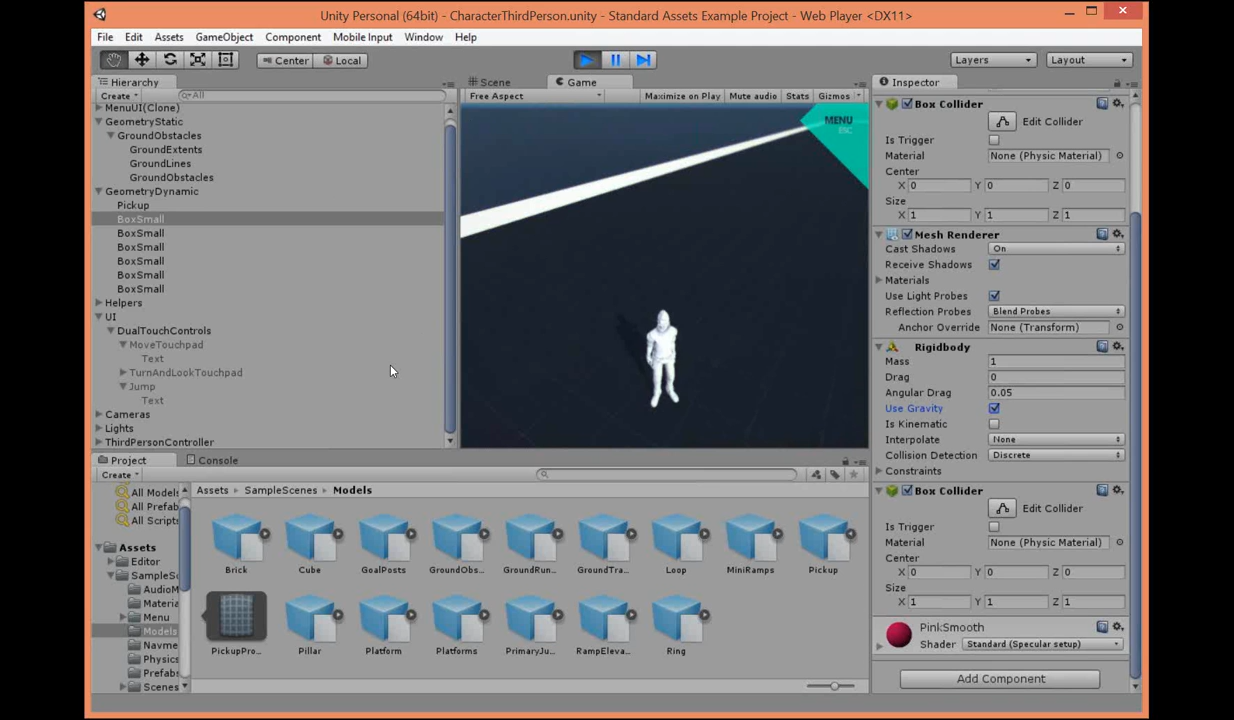 Unity Personal (64bit) - CharacterThirdPerson.unity - Standard Assets Example Project - Web Player <DX11>
File Edit Assets GameObject Component Mobile Input Window Help
Center Local Layers Layout
Hierarchy
Create All
MenuUI(Clone)
GeometryStatic
GroundObstacles
GroundExtents
GroundLines
GroundObstacles
GeometryDynamic
Pickup
BoxSmall
BoxSmall
BoxSmall
BoxSmall
BoxSmall
BoxSmall
Helpers
UI
DualTouchControls
MoveTouchpad
Text
TurnAndLookTouchpad
Jump
Text
Cameras
Lights
ThirdPersonController
Scene Game
Free Aspect Maximize on Play Mute audio Stats Gizmos
MENU
ESC
Inspector
Box Collider
Edit Collider
Is Trigger
Material None (Physic Material)
Center
X 0 Y 0 Z 0
Size
X 1 Y 1 Z 1
Mesh Renderer
Cast Shadows On
Receive Shadows
Materials
Use Light Probes
Reflection Probes Blend Probes
Anchor Override None (Transform)
Rigidbody
Mass 1
Drag 0
Angular Drag 0.05
Use Gravity
Is Kinematic
Interpolate None
Collision Detection Discrete
Constraints
Box Collider
Edit Collider
Is Trigger
Material None (Physic Material)
Center
X 0 Y 0 Z 0
Size
X 1 Y 1 Z 1
PinkSmooth
Shader Standard (Specular setup)
Add Component
Project Console
Create
All Models
All Prefab
All Scripts
Assets
Editor
SampleSc
AudioM
Materia
Menu
Models
Navme
Physics
Prefabs
Scenes
Assets SampleScenes Models
Brick Cube GoalPosts GroundObs... GroundRun... GroundTra... Loop MiniRamps Pickup
PickupPro... Pillar Platform Platforms PrimaryJu... RampEleva... Ring